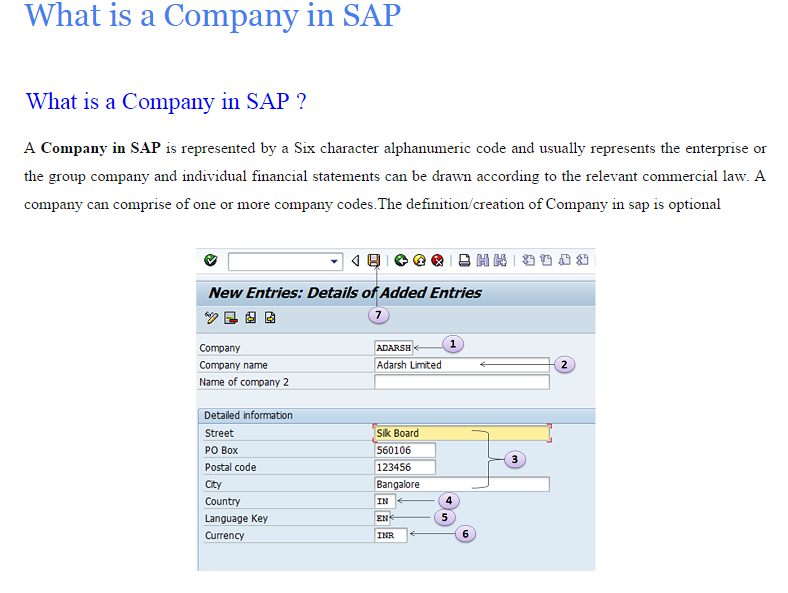 What is a Company in SAP
What is a Company in SAP ?
A Company in SAP is represented by a Six character alphanumeric code and usually represents the enterprise or
the group company and individual financial statements can be drawn according to the relevant commercial law. A
company can comprise of one or more company codes.The definition/creation of Company in sap is optional
New Entries: Details of Added Entries
7
Company ADARSH 1
Company name Adarsh Limited 2
Name of company 2
Detailed information
Street Silk Board
PO Box 560106
Postal code 123456 3
City Bangalore
Country IN 4
Language Key EN 5
Currency INR 6